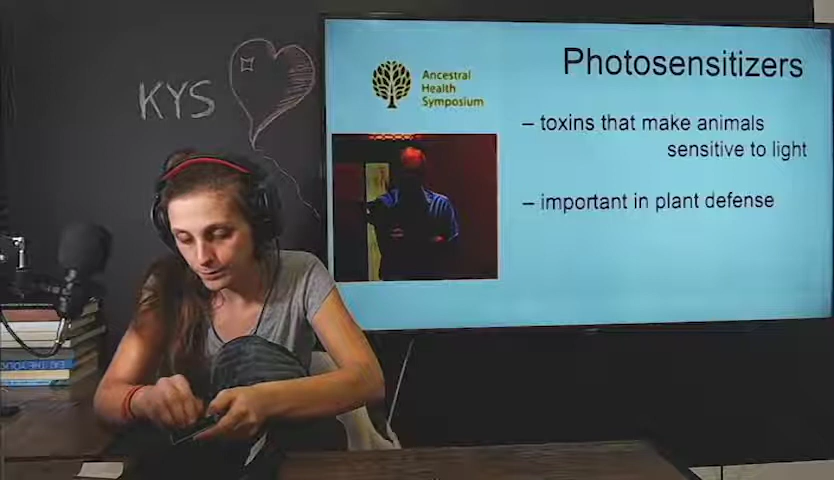 KYS
Ancestral
Health
Symposium
Photosensitizers
– toxins that make animals
sensitive to light
– important in plant defense